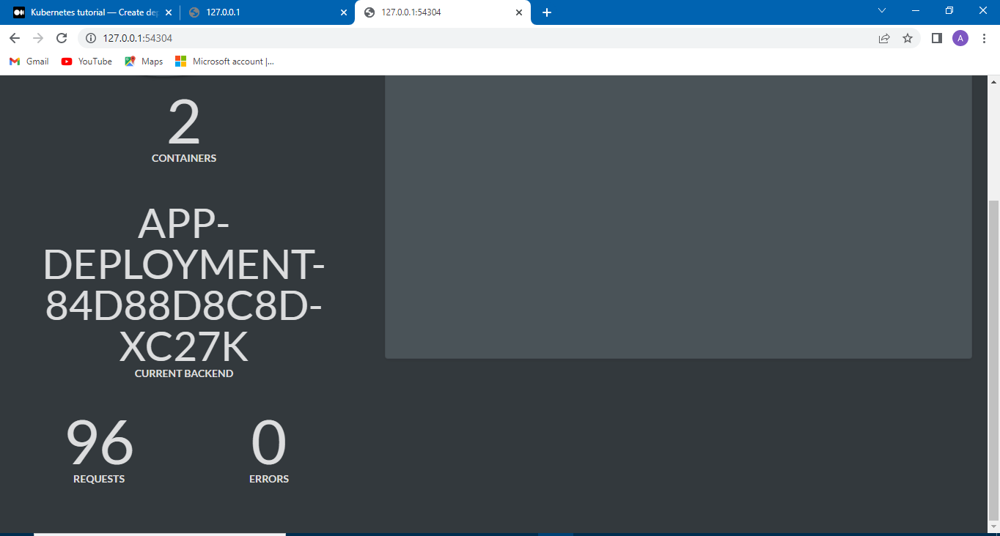 Kubernetes tutorial — Create dep
127.0.0.1
127.0.0.1:54304
127.0.0.1:54304
A
Gmail
YouTube
Maps
Microsoft account |...
2
CONTAINERS
APP-
DEPLOYMENT-
84D88D8C8D-
XC27K
CURRENT BACKEND
96
REQUESTS
0
ERRORS